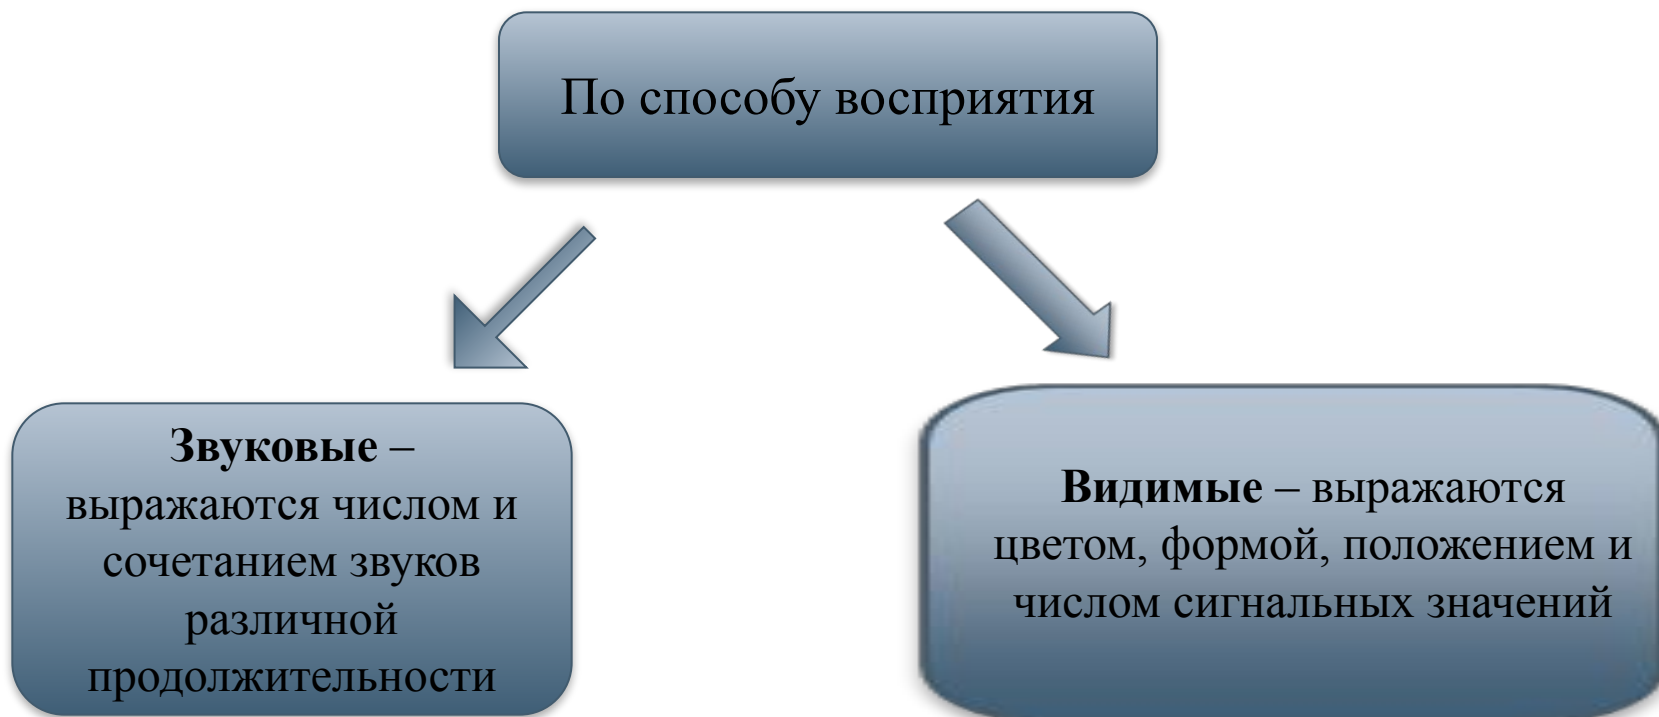 По способу восприятия
Звуковые –
выражаются числом и
сочетанием звуков
различной
продолжительности
Видимые – выражаются
цветом, формой, положением и
числом сигнальных значений